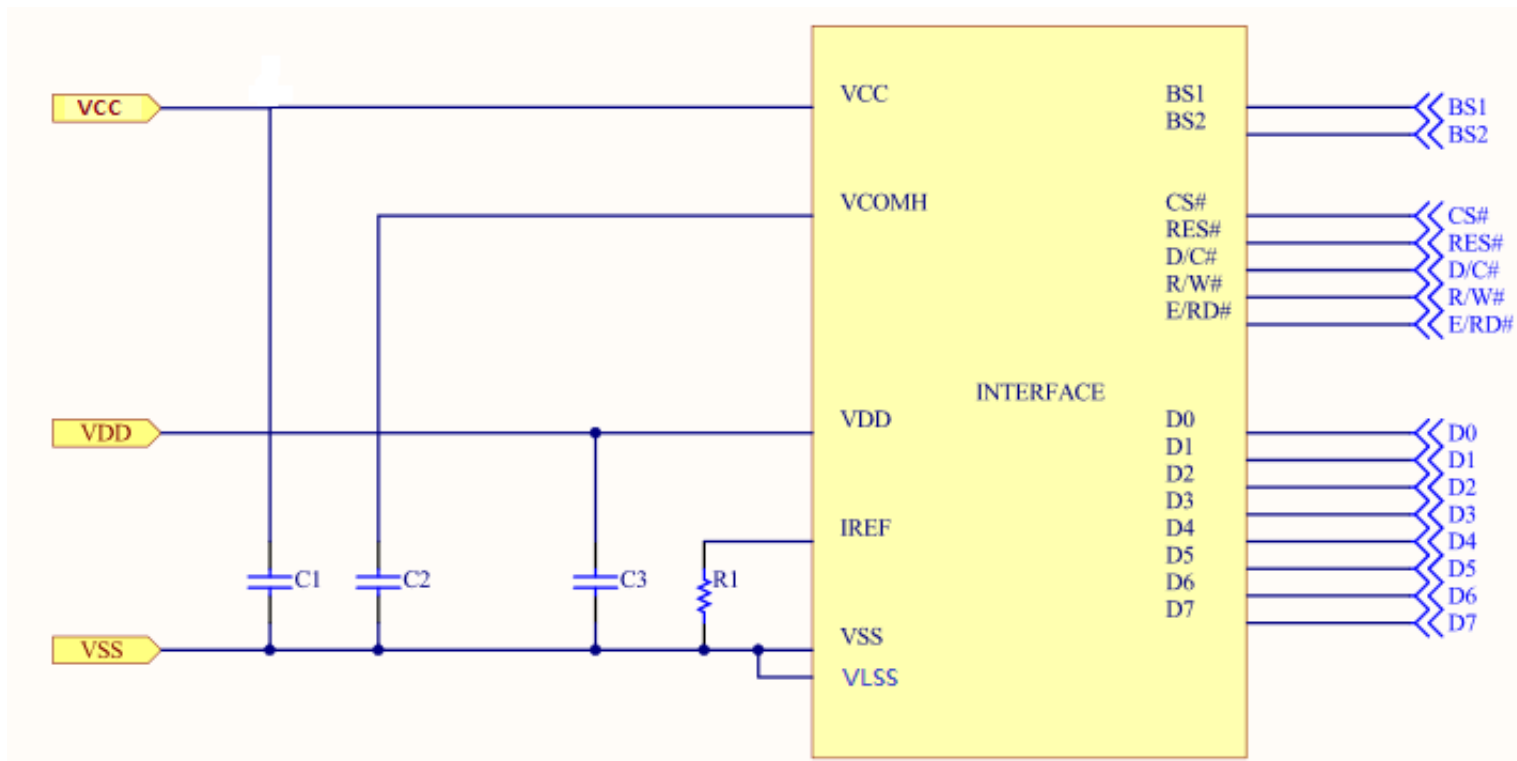 VCC
VDD
VSS
C1
C2
C3
R1
VCC
VCOMH
VDD
IREF
VSS
VLSS
INTERFACE
BS1
BS2
CS#
RES#
D/C#
R/W#
E/RD#
D0
D1
D2
D3
D4
D5
D6
D7
BS1
BS2
CS#
RES#
D/C#
R/W#
E/RD#
D0
D1
D2
D3
D4
D5
D6
D7